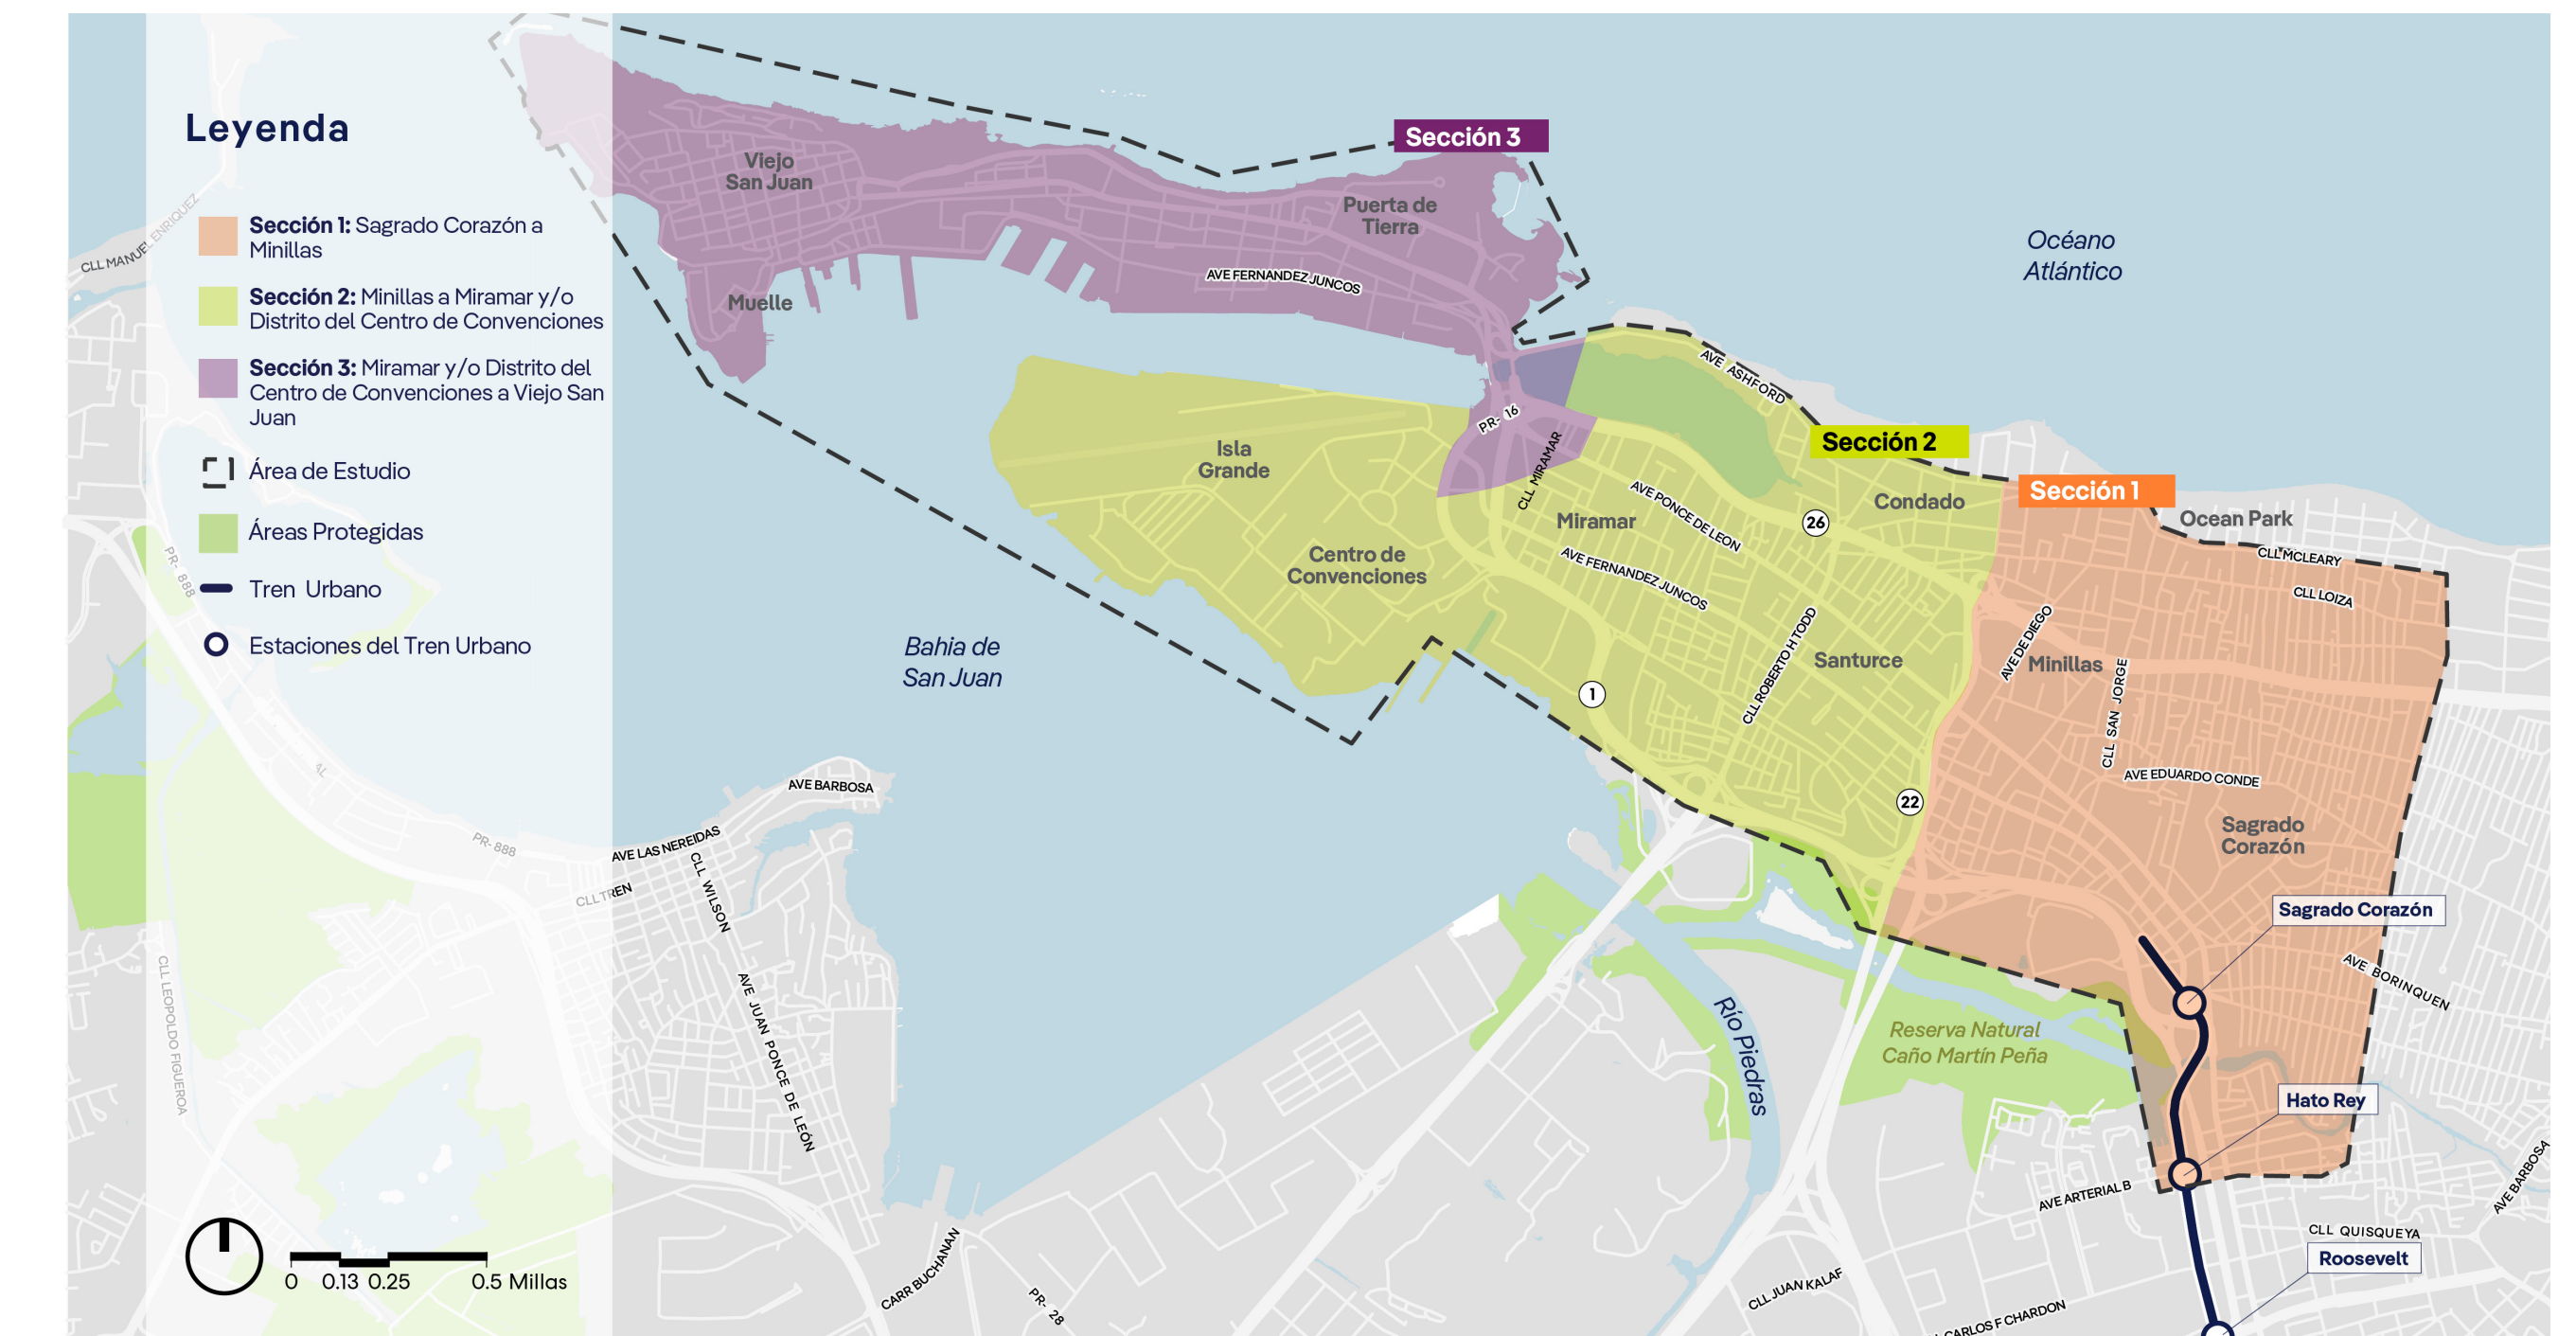 Leyenda
Sección 1: Sagrado Corazón a
Minillas
Sección 2: Minillas a Miramar y/o
Distrito del Centro de Convenciones
Sección 3: Miramar y/o Distrito del
Centro de Convenciones a Viejo San
Juan
Área de Estudio
Áreas Protegidas
Tren Urbano
Estaciones del Tren Urbano
0 0.13 0.25 0.5 Millas
CLL MANUEL ENRIQUEZ
PR- 888
PR- 888
CLL LEOPOLDO FIGUEROA
CLL TREN
AVE LAS NEREIDAS
CLL WILSON
AVE BARBOSA
AVE JUAN PONCE DE LEÓN
CARR BUCHANAN
PR- 28
Viejo
San Juan
Muelle
Puerta de
Tierra
AVE FERNANDEZ JUNCOS
Sección 3
Océano
Atlántico
Bahia de
San Juan
Isla
Grande
Centro de
Convenciones
PR- 16
CLL MIRAMAR
Miramar
AVE PONCE DE LEON
AVE FERNANDEZ JUNCOS
AVE ASHFORD
Sección 2
Condado
26
Santurce
CLL ROBERTO H TODD
1
22
Sección 1
Ocean Park
CLL MCLEARY
CLL LOIZA
AVE DE DIEGO
Minillas
CLL SAN JORGE
AVE EDUARDO CONDE
Sagrado
Corazón
Sagrado Corazón
AVE BORINQUEN
Río Piedras
Reserva Natural
Caño Martín Peña
Hato Rey
AVE ARTERIAL B
CLL QUISQUEYA
AVE BARBOSA
Roosevelt
CLL JUAN KALAF
CARLOS F CHARDON